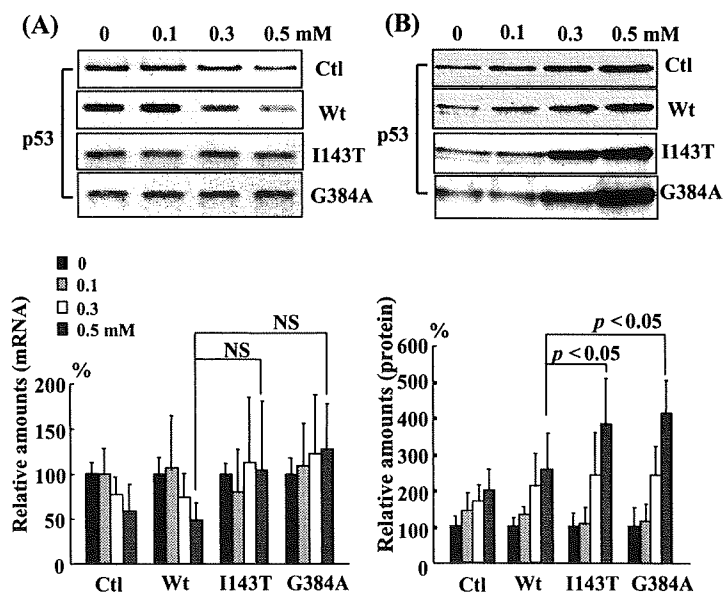 (A)
0 0.1 0.3 0.5 mM
Ctl
Wt
p53
I143T
G384A
(B)
0 0.1 0.3 0.5 mM
Ctl
Wt
p53
I143T
G384A
0
0.1
0.3
0.5 mM
Relative amounts (mRNA)
%
200
150
100
50
0
NS
NS
Ctl Wt I143T G384A
Relative amounts (protein)
%
600
500
400
300
200
100
0
p < 0.05
p < 0.05
Ctl Wt I143T G384A